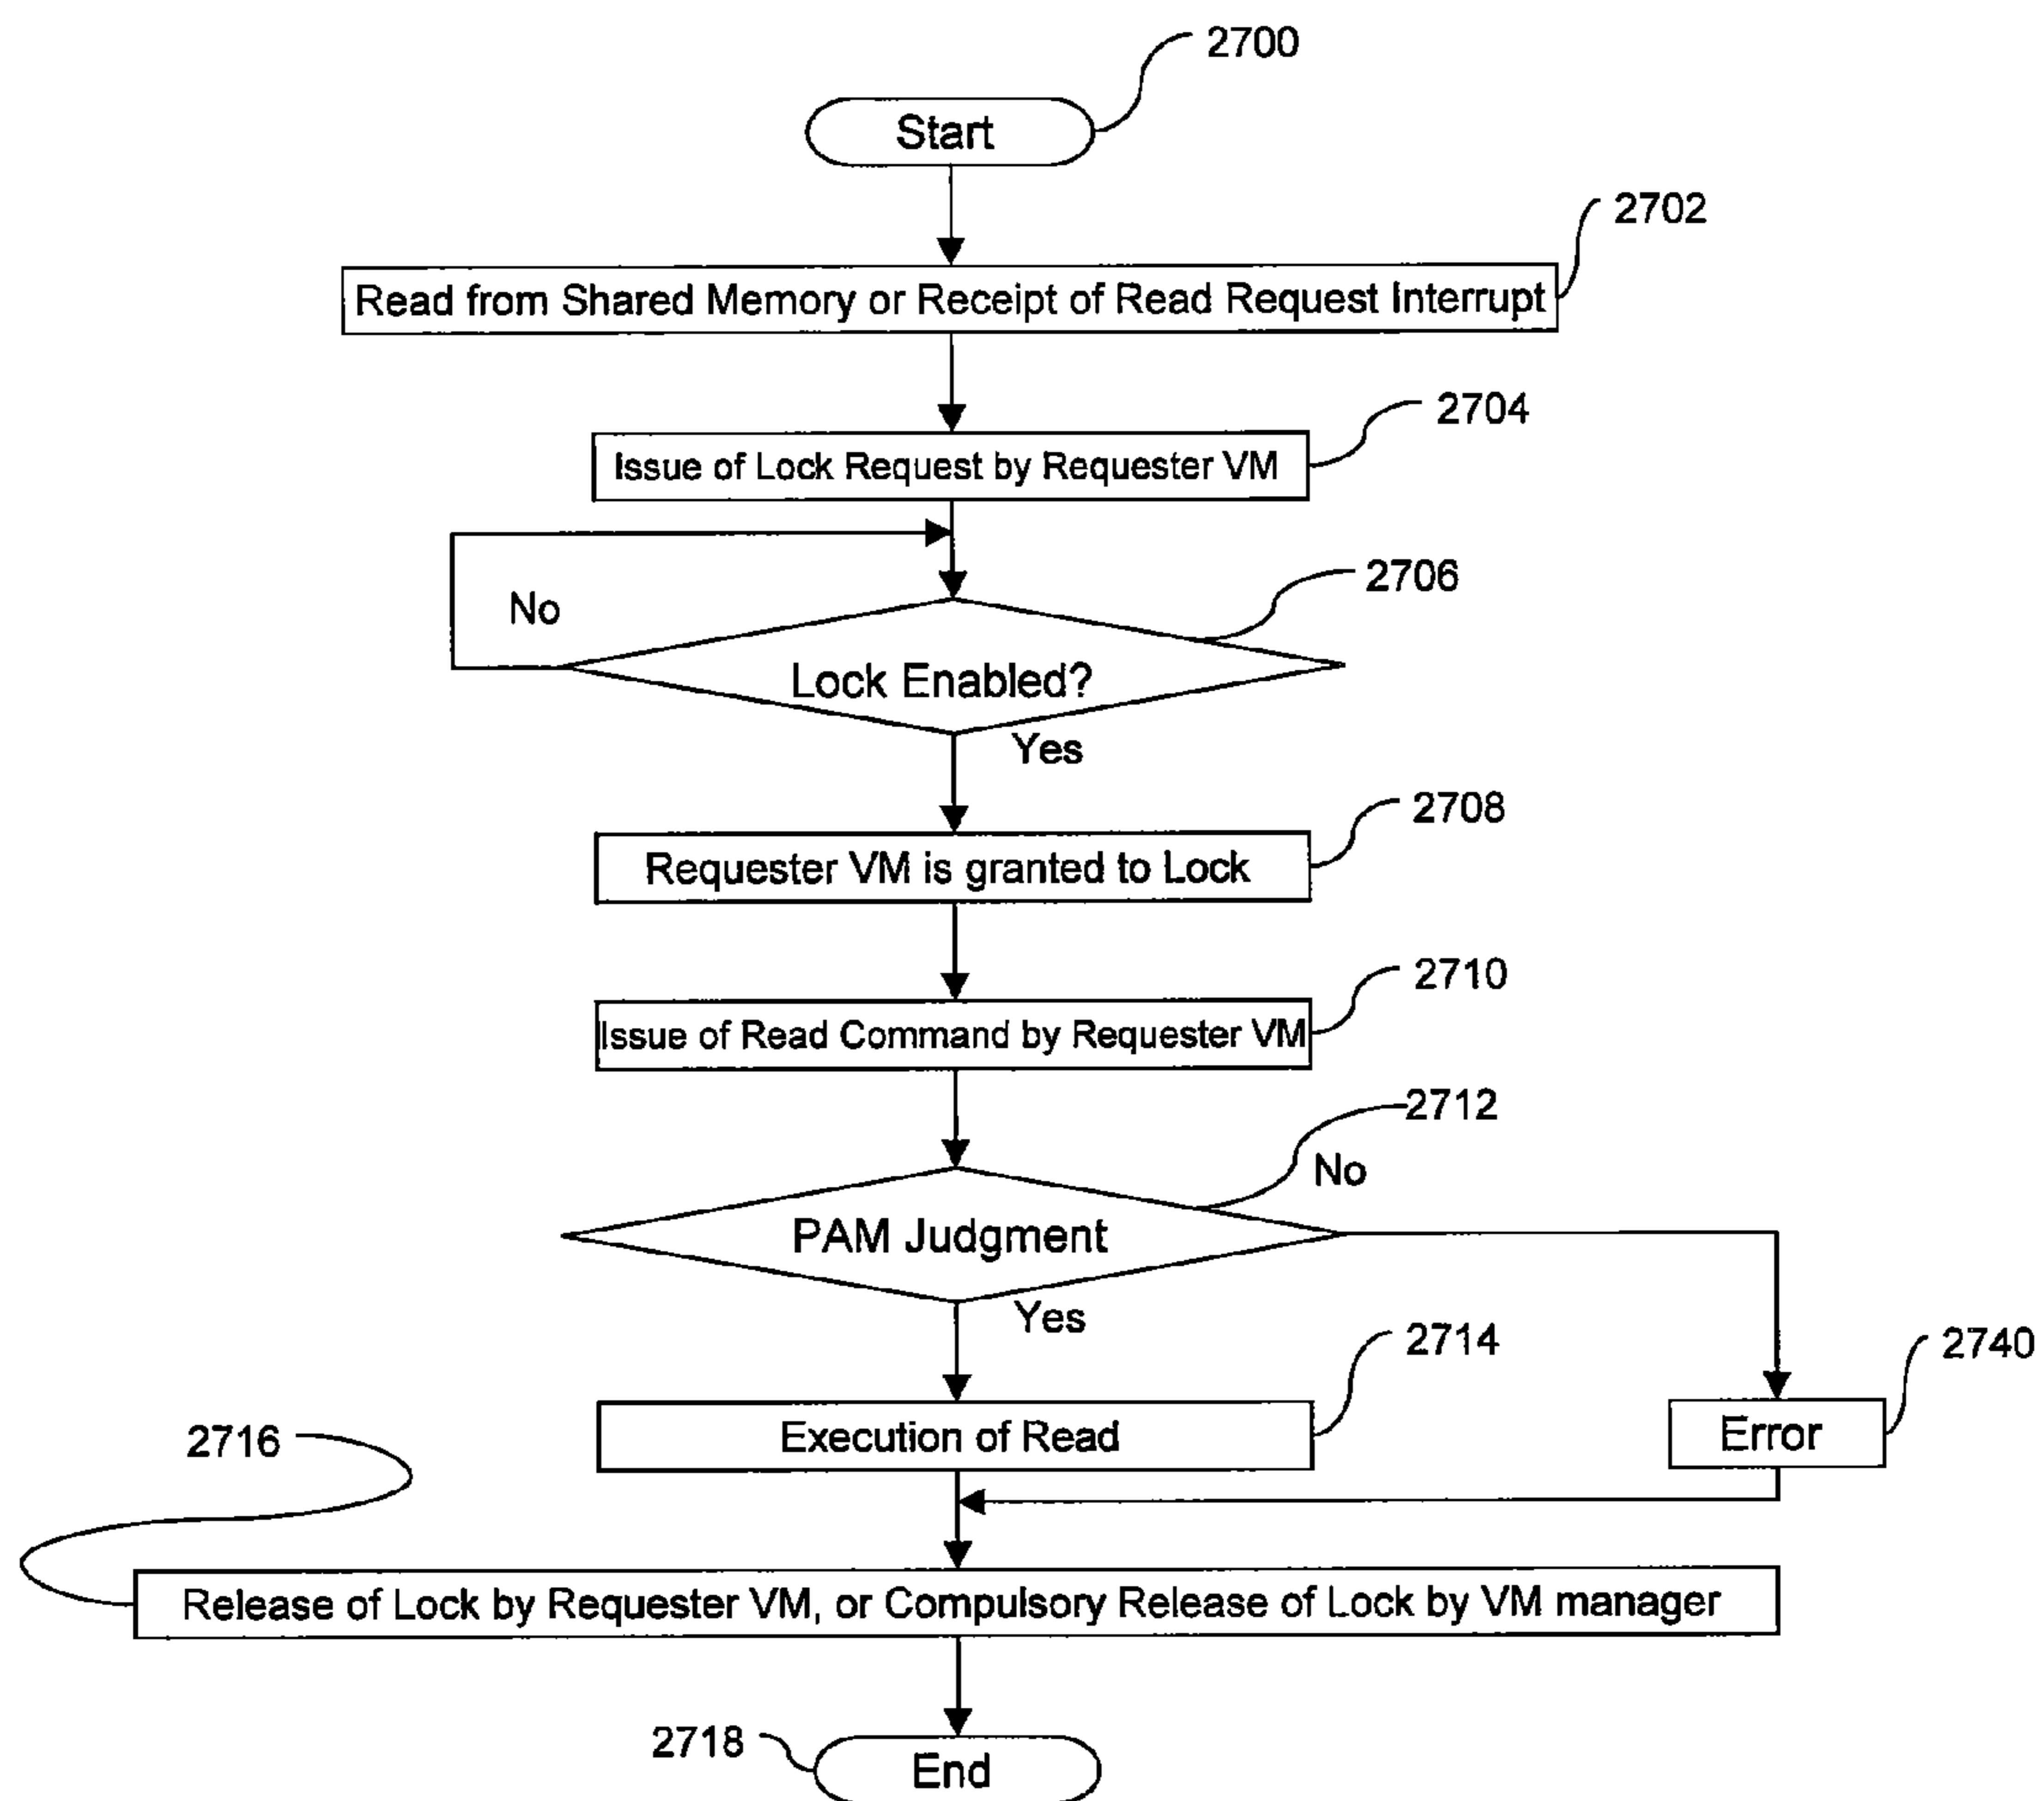 2700
Start
2702
Read from Shared Memory or Receipt of Read Request Interrupt
2704
Issue of Lock Request by Requester VM
2706
No
Lock Enabled?
Yes
2708
Requester VM is granted to Lock
2710
Issue of Read Command by Requester VM
2712
No
PAM Judgment
Yes
2714
2740
Execution of Read
Error
2716
Release of Lock by Requester VM, or Compulsory Release of Lock by VM manager
2718
End